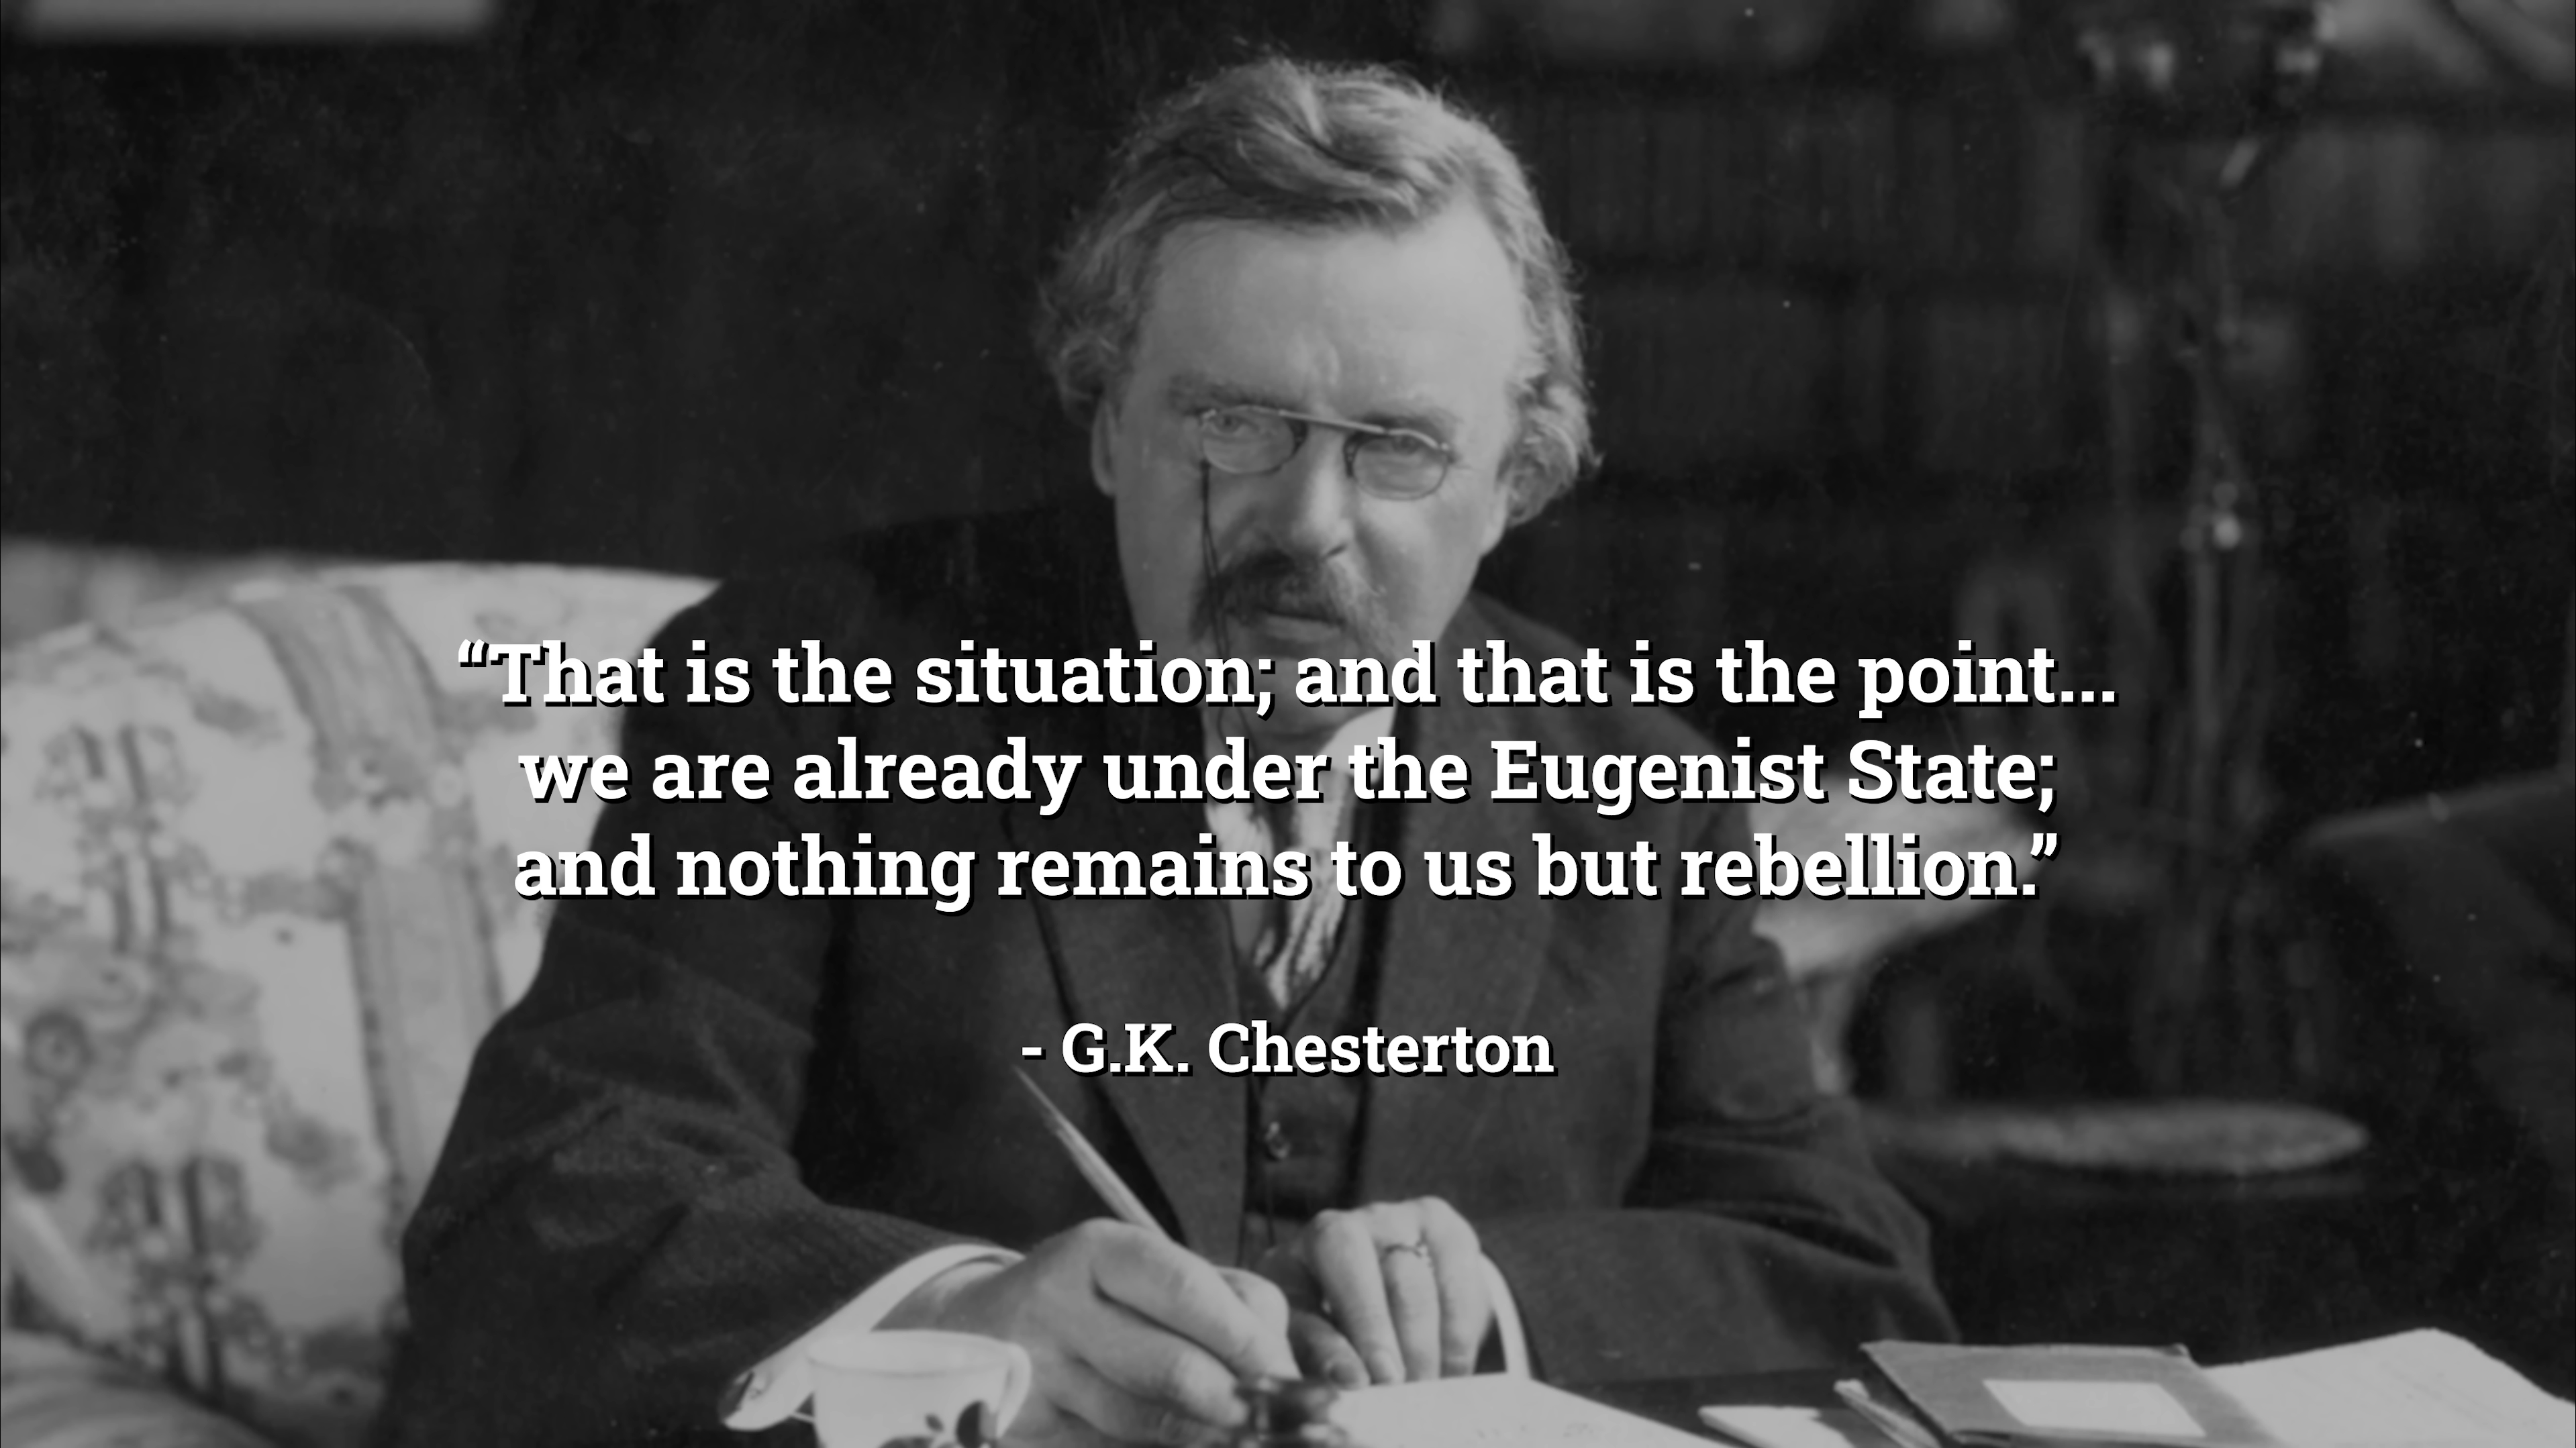 “That is the situation; and that is the point...
we are already under the Eugenist State;
and nothing remains to us but rebellion.”
- G.K. Chesterton